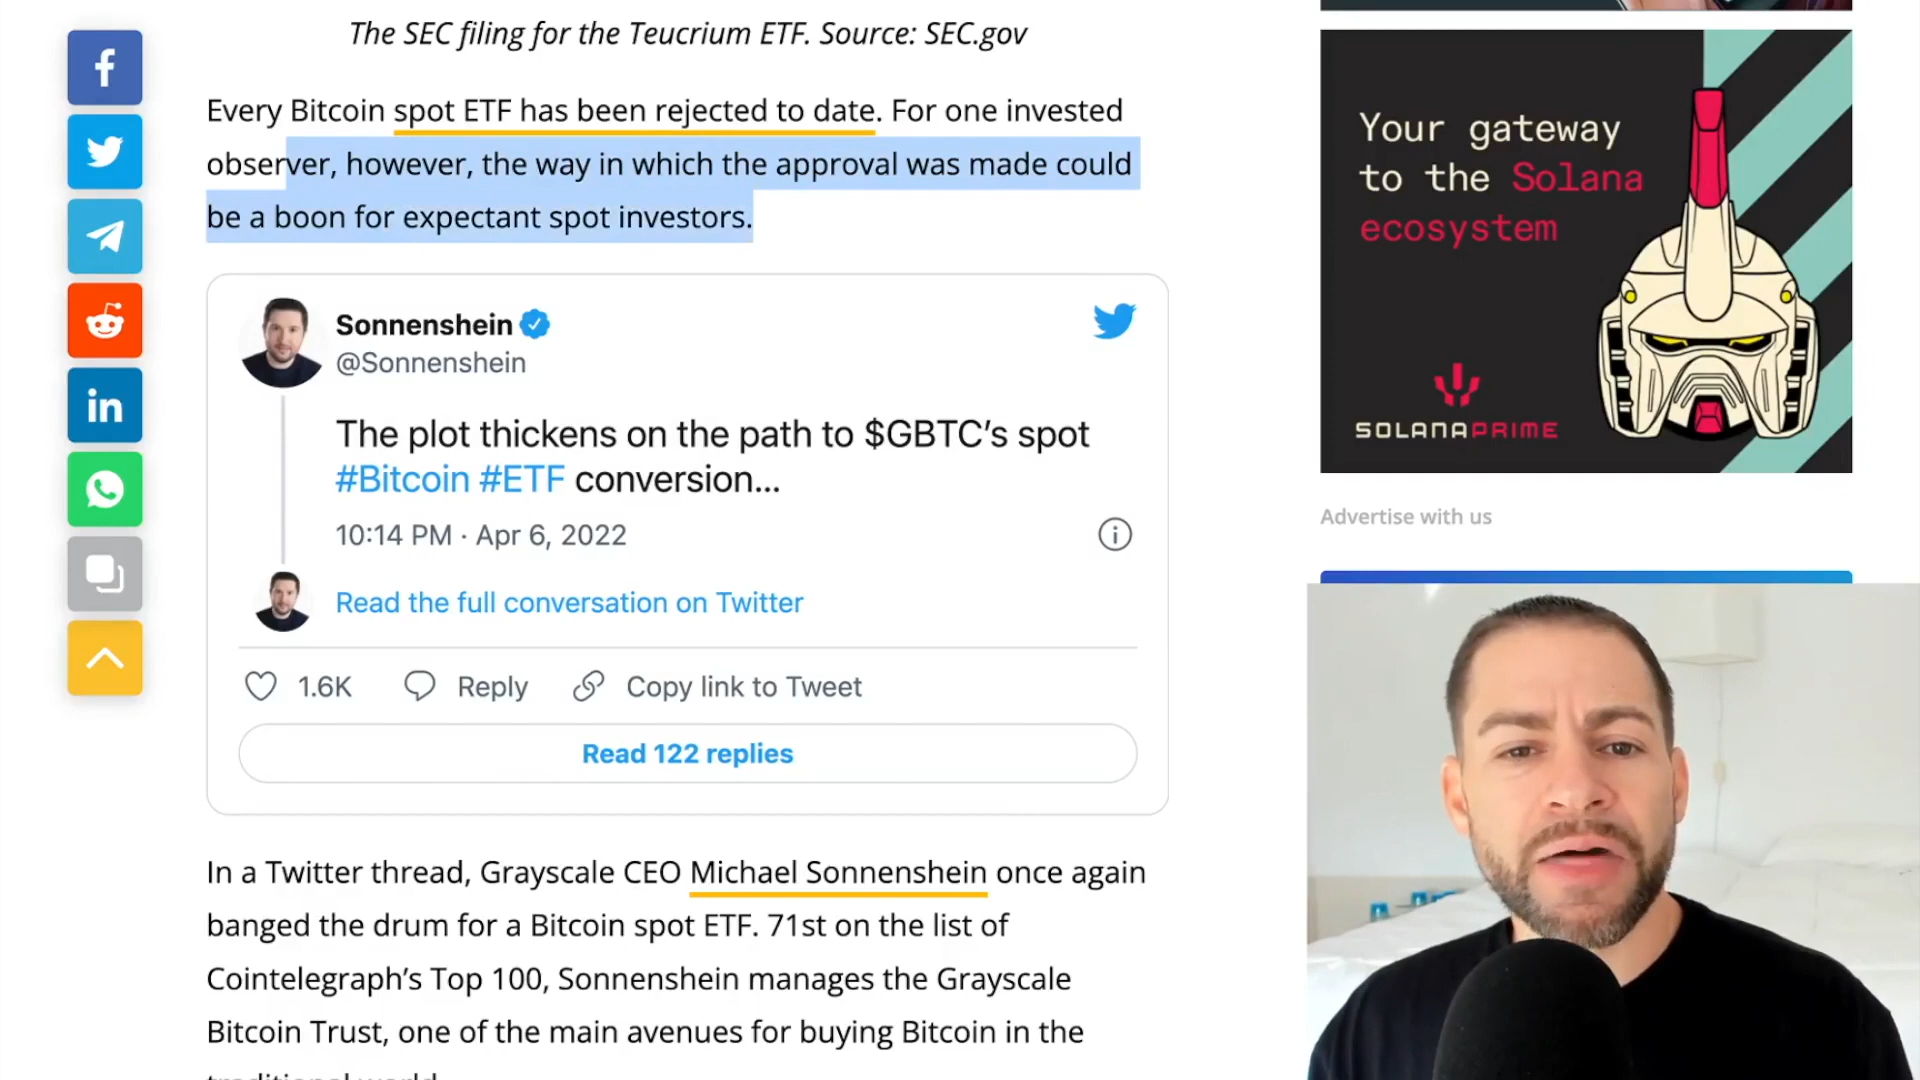 The SEC filing for the Teucrium ETF. Source: SEC.gov
Every Bitcoin spot ETF has been rejected to date. For one invested
observer, however, the way in which the approval was made could
be a boon for expectant spot investors.
Sonnenshein
@Sonnenshein
The plot thickens on the path to $GBTC’s spot
#Bitcoin #ETF conversion...
10:14 PM · Apr 6, 2022
Read the full conversation on Twitter
1.6K Reply Copy link to Tweet
Read 122 replies
In a Twitter thread, Grayscale CEO Michael Sonnenshein once again
banged the drum for a Bitcoin spot ETF. 71st on the list of
Cointelegraph’s Top 100, Sonnenshein manages the Grayscale
Bitcoin Trust, one of the main avenues for buying Bitcoin in the
traditional world.
Your gateway
to the Solana
ecosystem
SOLANAPRIME
Advertise with us